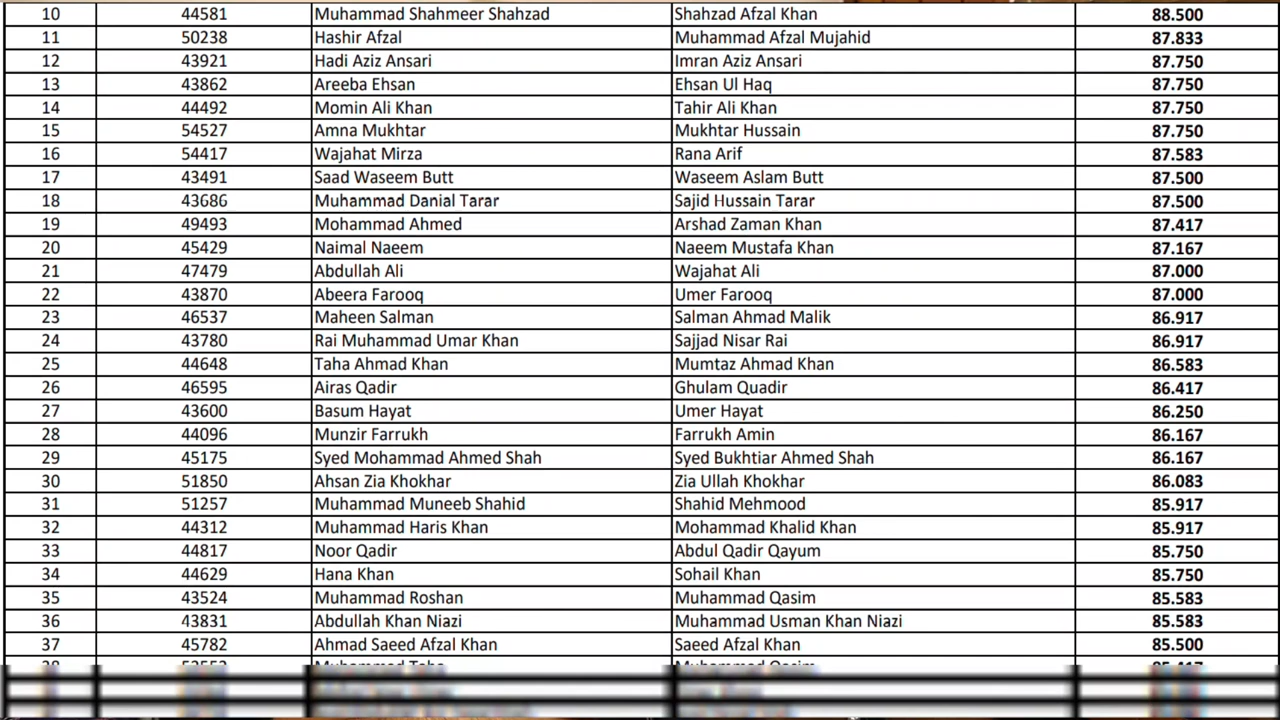 10 44581 Muhammad Shahmeer Shahzad Shahzad Afzal Khan 88.500
11 50238 Hashir Afzal Muhammad Afzal Mujahid 87.833
12 43921 Hadi Aziz Ansari Imran Aziz Ansari 87.750
13 43862 Areeba Ehsan Ehsan Ul Haq 87.750
14 44492 Momin Ali Khan Tahir Ali Khan 87.750
15 54527 Amna Mukhtar Mukhtar Hussain 87.750
16 54417 Wajahat Mirza Rana Arif 87.583
17 43491 Saad Waseem Butt Waseem Aslam Butt 87.500
18 43686 Muhammad Danial Tarar Sajid Hussain Tarar 87.500
19 49493 Mohammad Ahmed Arshad Zaman Khan 87.417
20 45429 Naimal Naeem Naeem Mustafa Khan 87.167
21 47479 Abdullah Ali Wajahat Ali 87.000
22 43870 Abeera Farooq Umer Farooq 87.000
23 46537 Maheen Salman Salman Ahmad Malik 86.917
24 43780 Rai Muhammad Umar Khan Sajjad Nisar Rai 86.917
25 44648 Taha Ahmad Khan Mumtaz Ahmad Khan 86.583
26 46595 Airas Qadir Ghulam Quadir 86.417
27 43600 Basum Hayat Umer Hayat 86.250
28 44096 Munzir Farrukh Farrukh Amin 86.167
29 45175 Syed Mohammad Ahmed Shah Syed Bukhtiar Ahmed Shah 86.167
30 51850 Ahsan Zia Khokhar Zia Ullah Khokhar 86.083
31 51257 Muhammad Muneeb Shahid Shahid Mehmood 85.917
32 44312 Muhammad Haris Khan Mohammad Khalid Khan 85.917
33 44817 Noor Qadir Abdul Qadir Qayum 85.750
34 44629 Hana Khan Sohail Khan 85.750
35 43524 Muhammad Roshan Muhammad Qasim 85.583
36 43831 Abdullah Khan Niazi Muhammad Usman Khan Niazi 85.583
37 45782 Ahmad Saeed Afzal Khan Saeed Afzal Khan 85.500